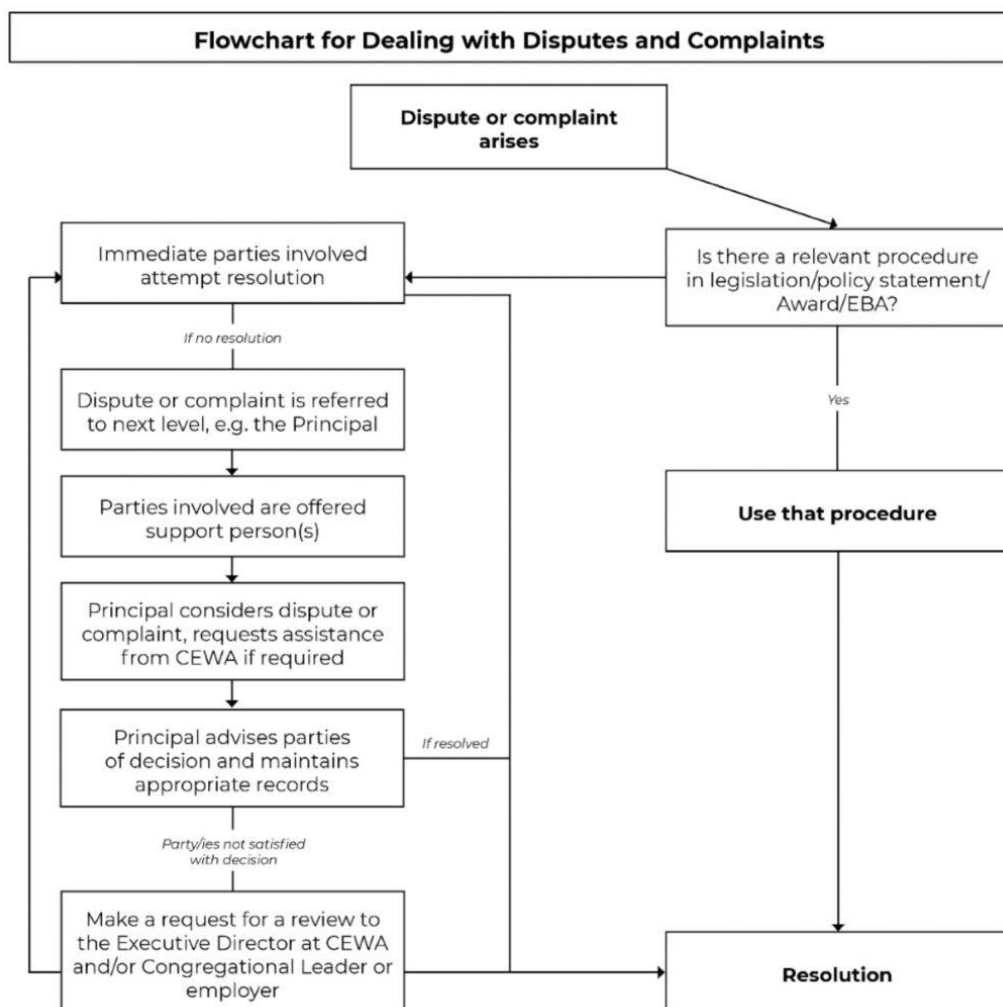 Flowchart for Dealing with Disputes and Complaints
Dispute or complaint
arises
Is there a relevant procedure
in legislation/policy statement/
Award/EBA?
Immediate parties involved
attempt resolution
If no resolution
Dispute or complaint is referred
to next level, e.g. the Principal
Yes
Parties involved are offered
support person(s)
Use that procedure
Principal considers dispute or
complaint, requests assistance
from CEWA if required
Principal advises parties
of decision and maintains
appropriate records
If resolved
Party/ies not satisfied
with decision
Make a request for a review to
the Executive Director at CEWA
and/or Congregational Leader or
employer
Resolution